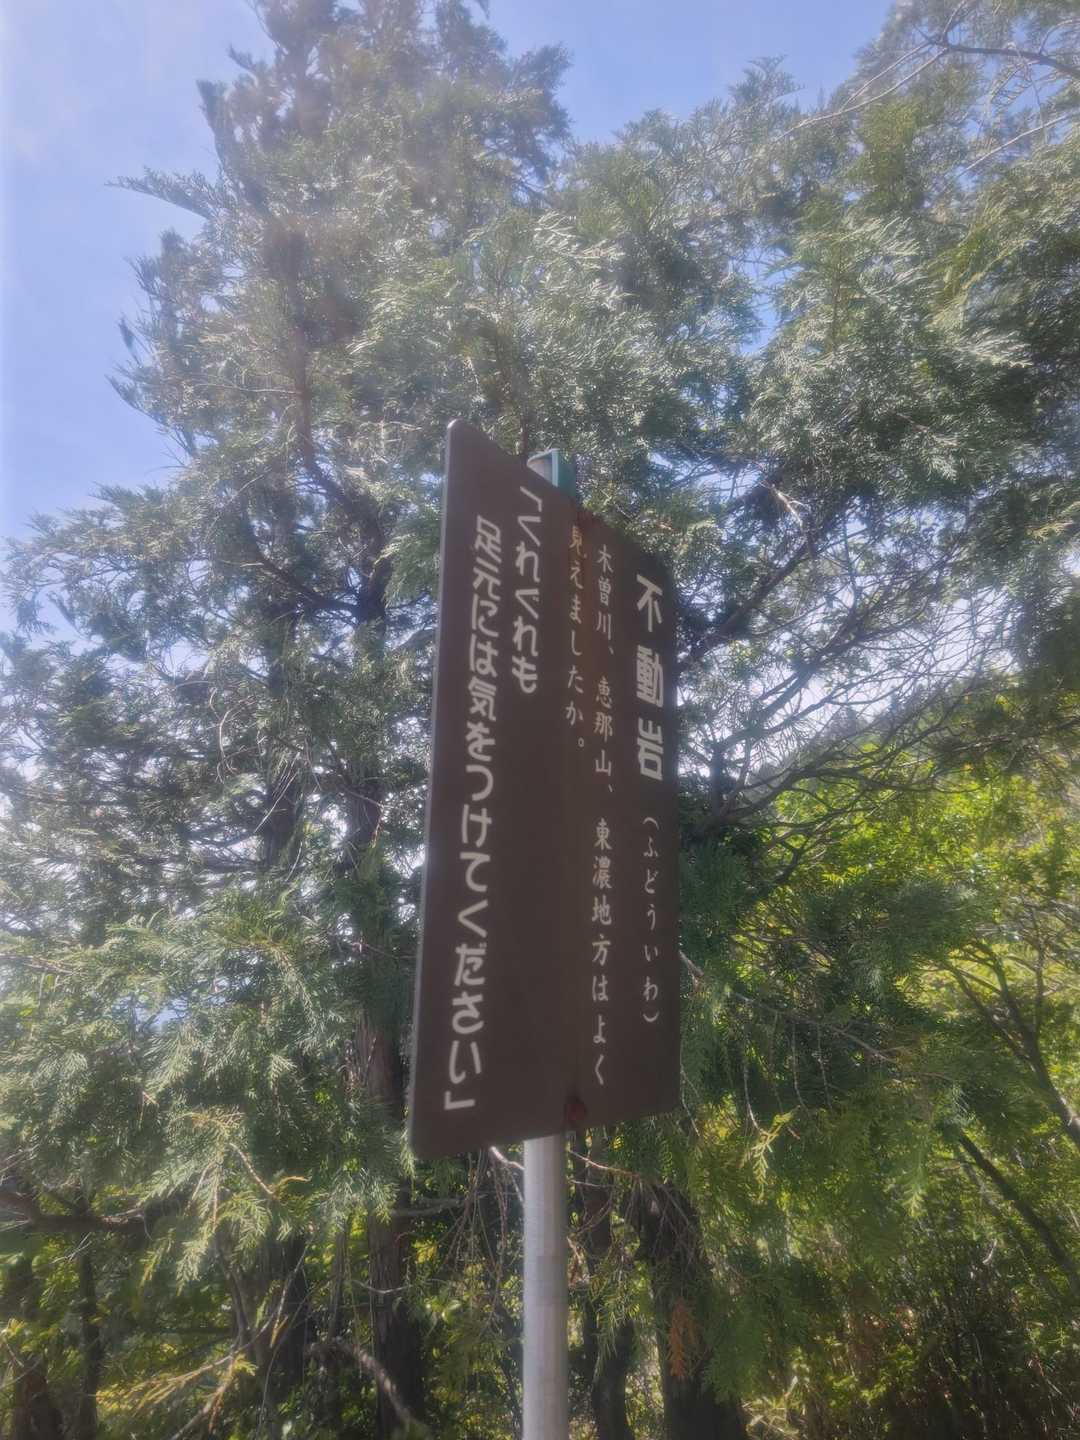 不動岩（ふどういわ）
木曽川、恵那山、東濃地方はよく
見えましたか。
「くれぐれも
足元には気をつけてください」